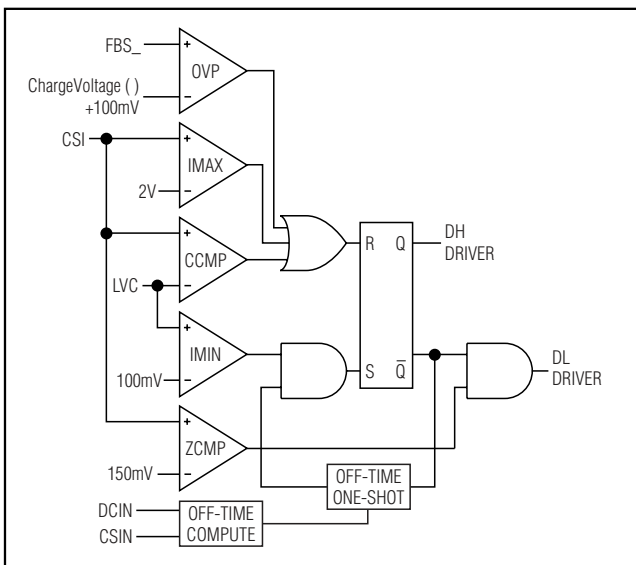 FBS_
+
OVP
ChargeVoltage ( )
+100mV
−
CSI
+
IMAX
2V
−
+
CCMP
LVC
−
+
IMIN
100mV
−
+
ZCMP
150mV
−
R Q
DH
DRIVER
S Q̅
DL
DRIVER
OFF-TIME
ONE-SHOT
DCIN
CSIN
OFF-TIME
COMPUTE